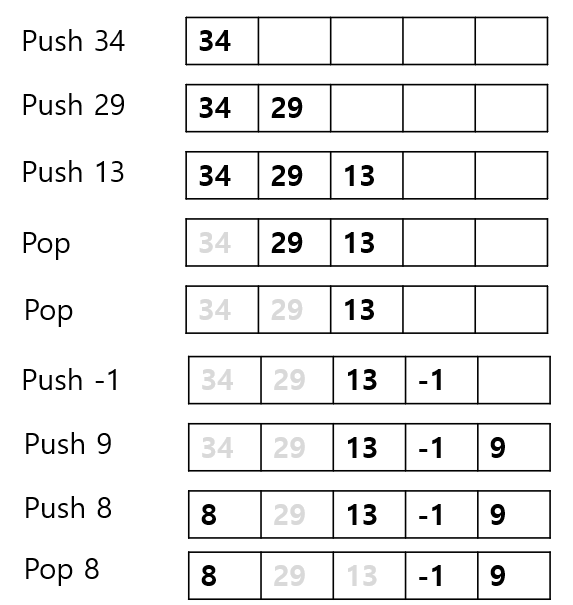 Push 34 34
Push 29 34 29
Push 13 34 29 13
Pop 34 29 13
Pop 34 29 13
Push -1 34 29 13 -1
Push 9 34 29 13 -1 9
Push 8 8 29 13 -1 9
Pop 8 8 29 13 -1 9